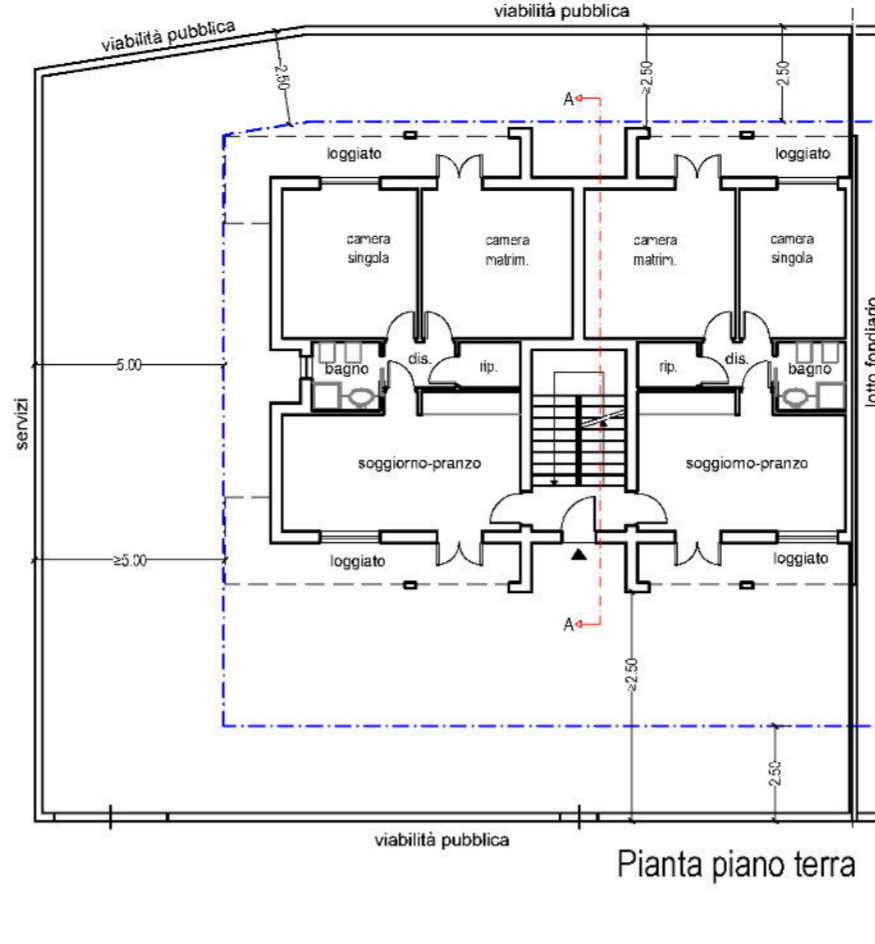 viabilità pubblica
viabilità pubblica
2.50
≥2.50
2.50
A
loggiato
loggiato
camera
singola
camera
matrim.
camera
matrim.
camera
singola
lotto fondiario
5.00
bagno
dis.
rip.
rip.
dis.
bagno
servizi
soggiorno-pranzo
soggiorno-pranzo
≥5.00
loggiato
loggiato
A
≥2.50
2.50
viabilità pubblica
Pianta piano terra